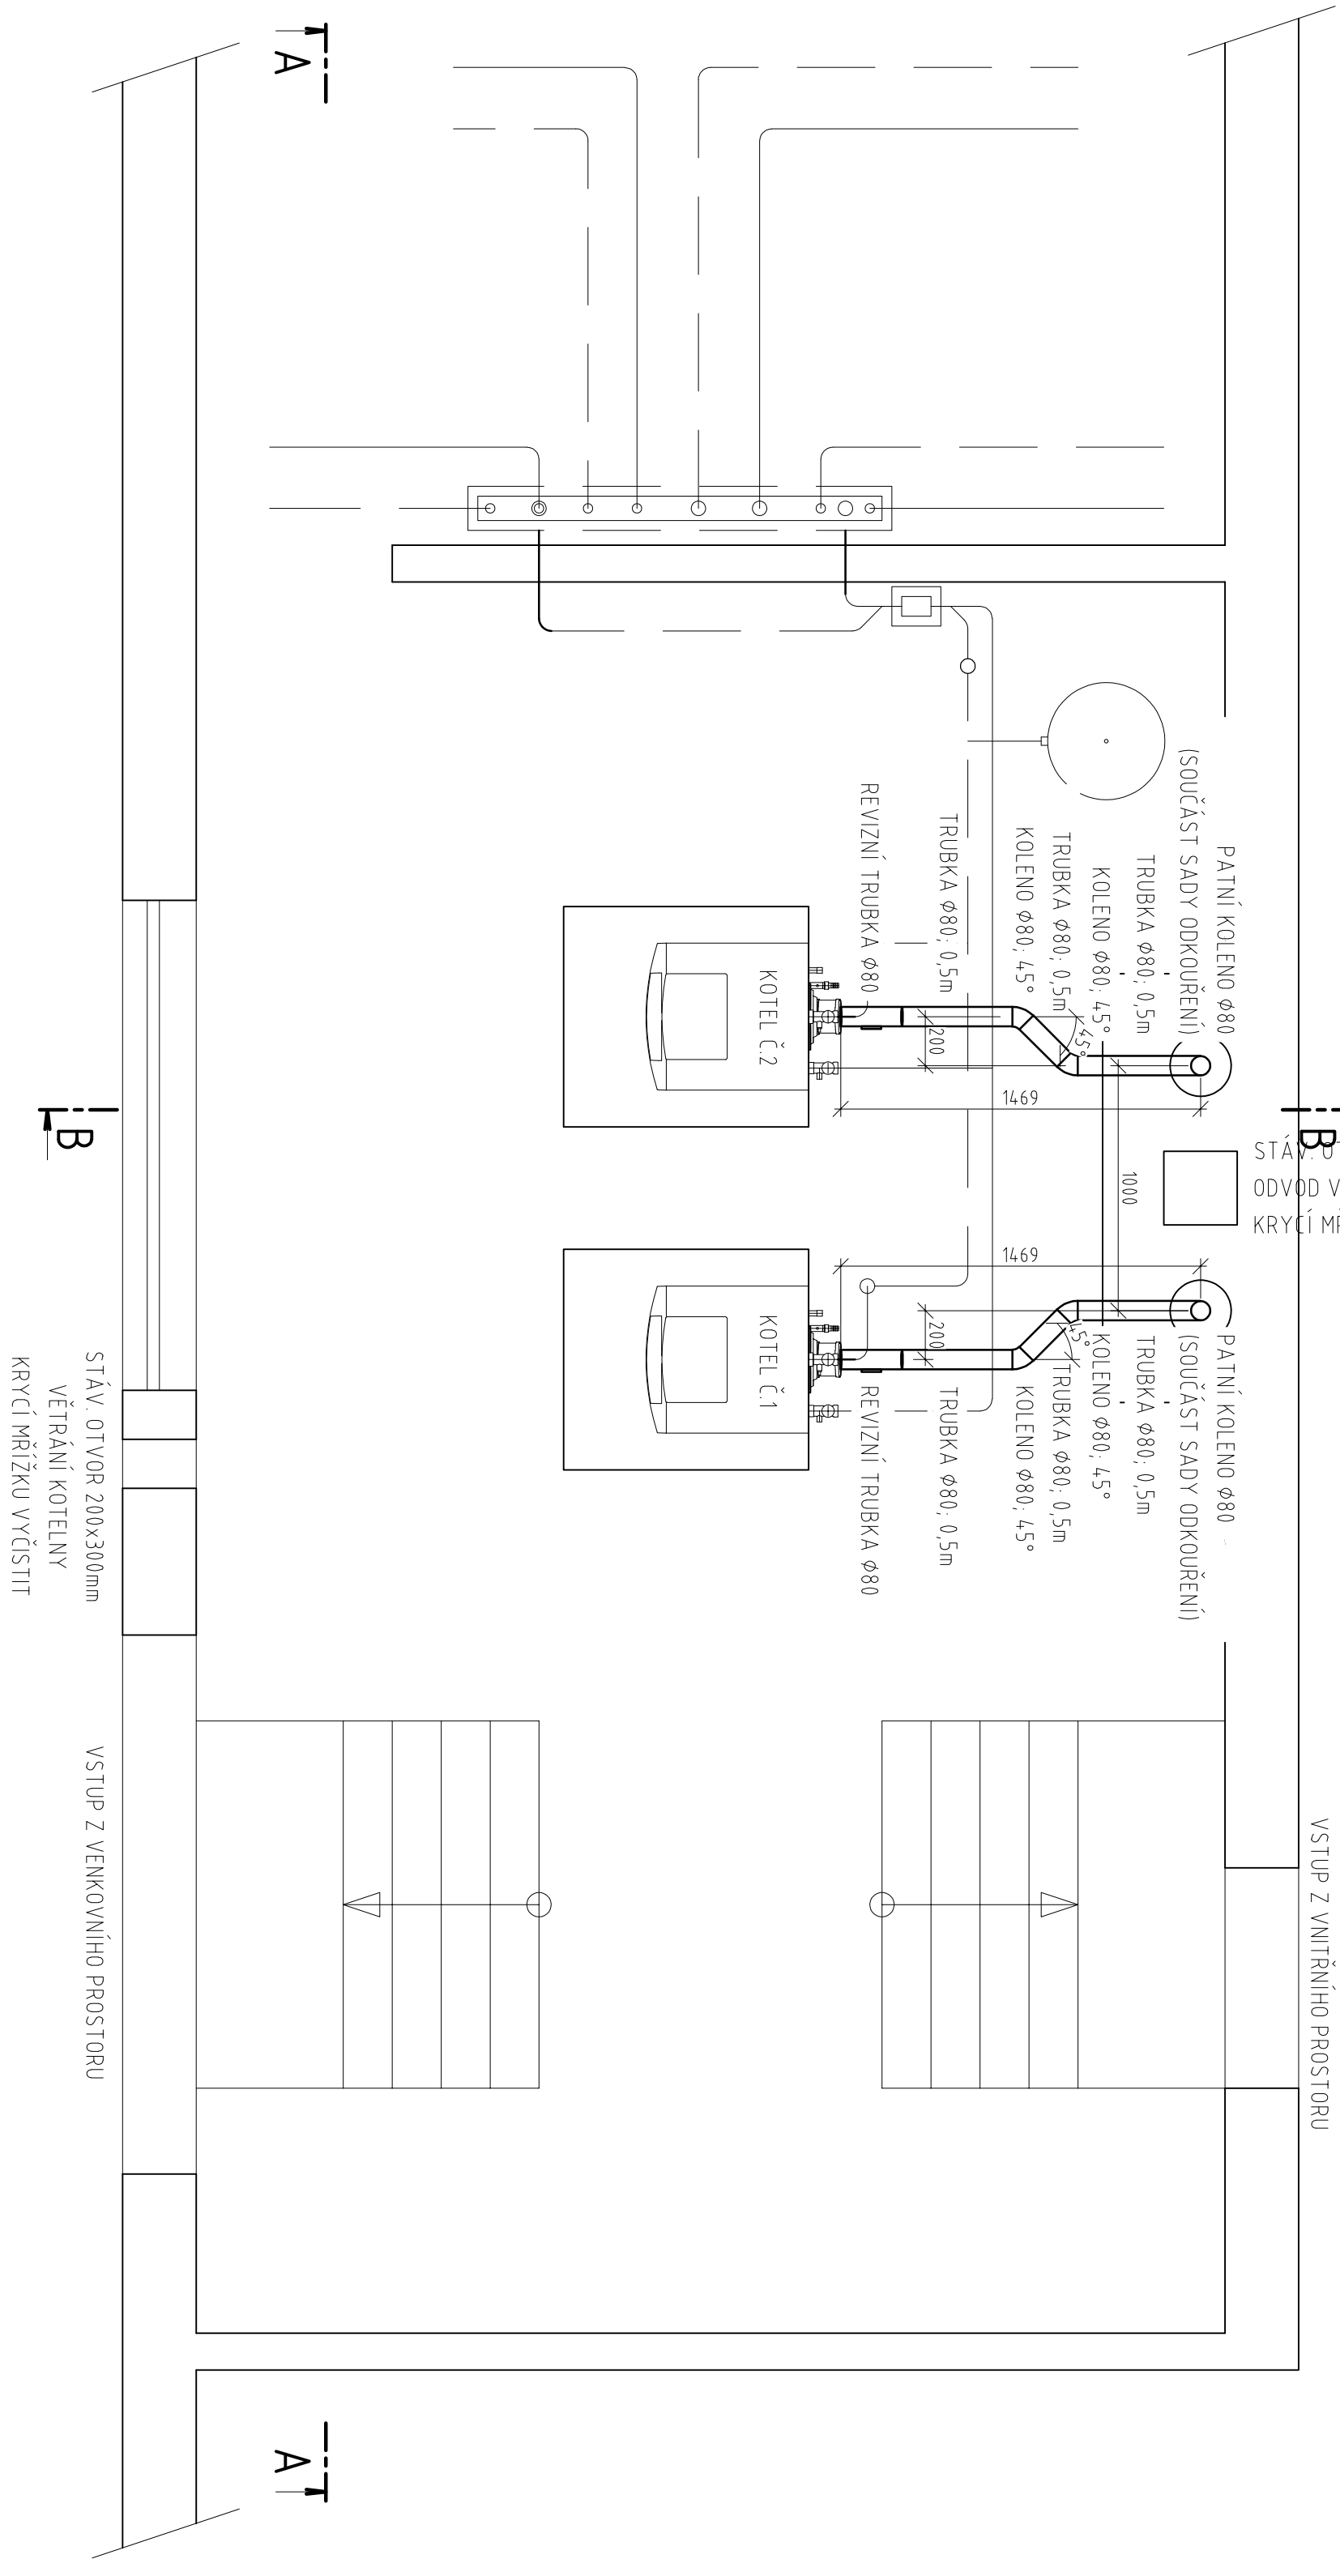 VSTUP Z VNITŘNÍHO PROSTORU
STÁV.
ODVOD
KRYCÍ
B
PATNÍ KOLENO Ø80
(SOUČÁST SADY ODKOUŘENÍ)
TRUBKA Ø80; 0,5m
KOLENO Ø80; 45°
TRUBKA Ø80; 0,5m
KOLENO Ø80; 45°
TRUBKA Ø80; 0,5m
REVIZNÍ TRUBKA Ø80
45°
200
1469
1000
1469
PATNÍ KOLENO Ø80
(SOUČÁST SADY ODKOUŘENÍ)
TRUBKA Ø80; 0,5m
KOLENO Ø80; 45°
TRUBKA Ø80; 0,5m
KOLENO Ø80; 45°
TRUBKA Ø80; 0,5m
REVIZNÍ TRUBKA Ø80
45°
200
KOTEL Č.2
KOTEL Č.1
A
A
B
STÁV. OTVOR 200x300mm
VĚTRÁNÍ KOTELNY
KRYCÍ MŘÍŽKU VYČISTIT
VSTUP Z VENKOVNÍHO PROSTORU